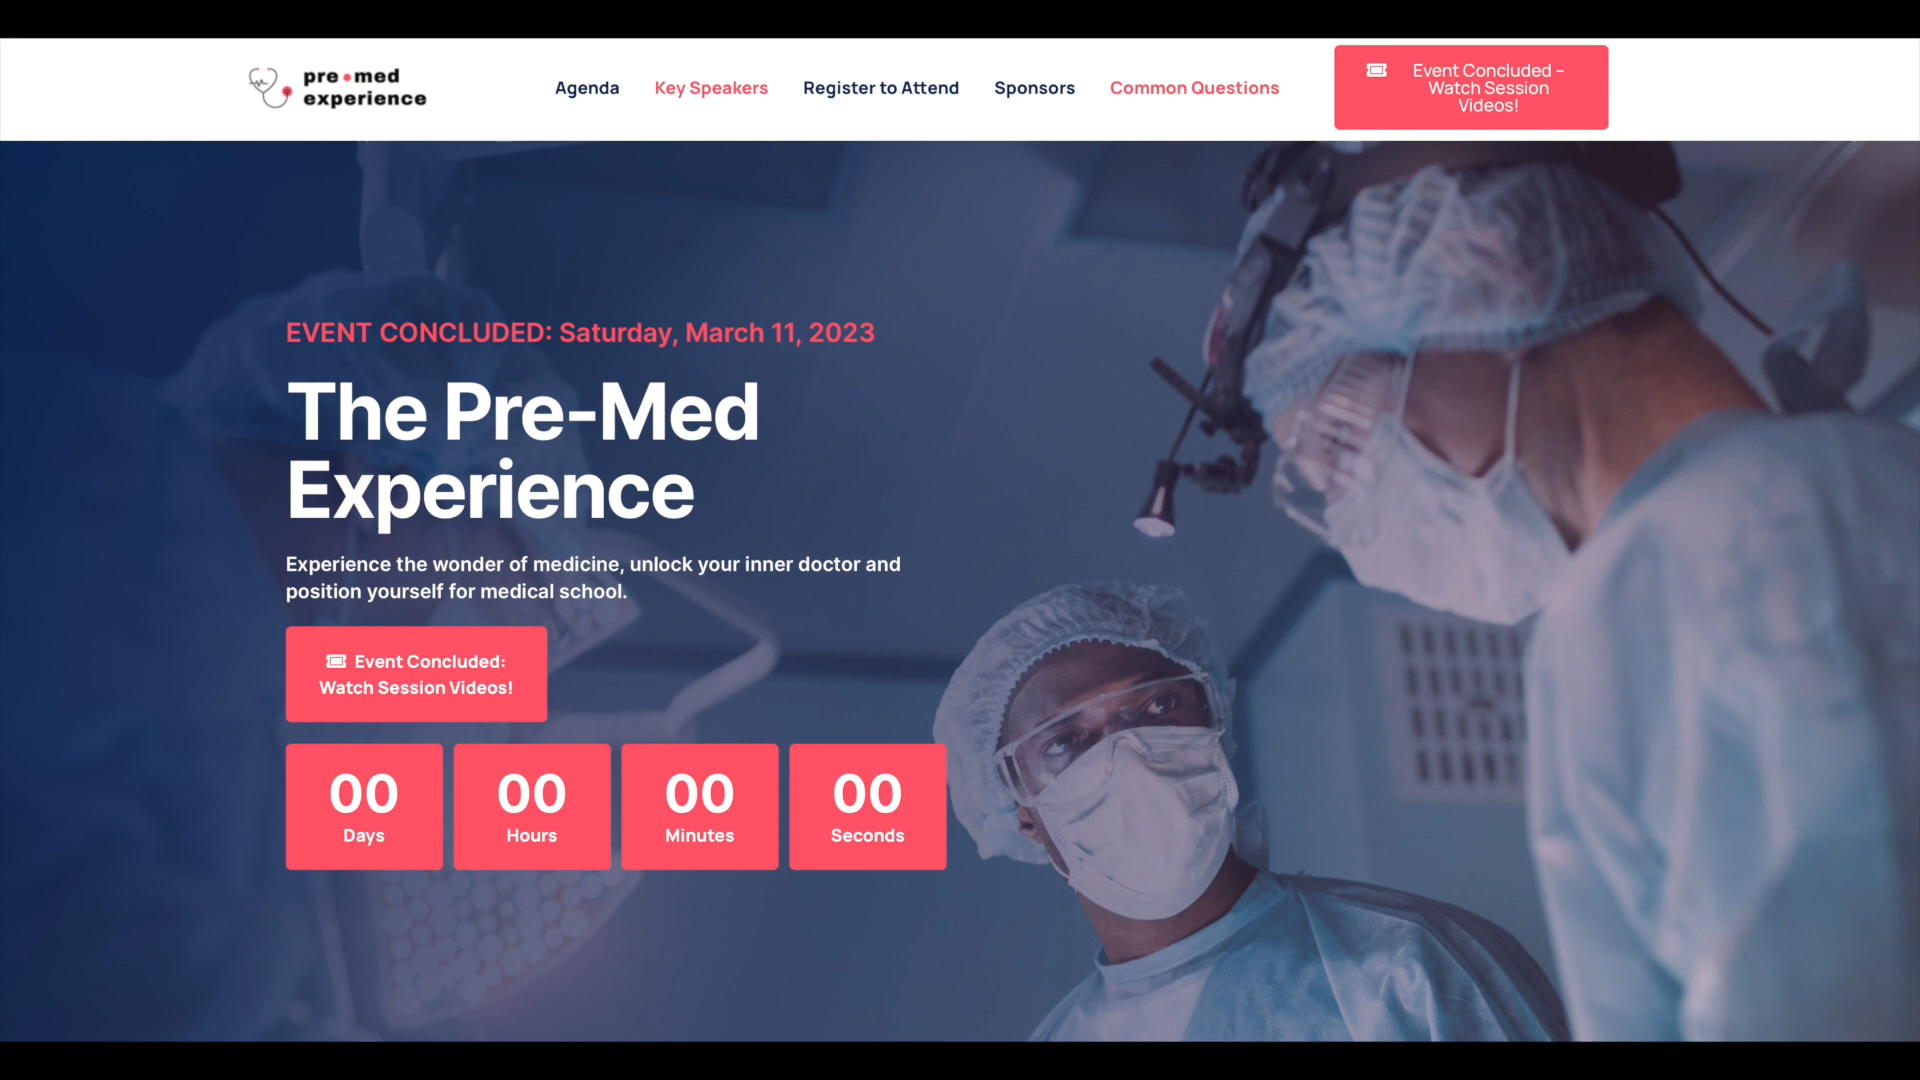 pre med
experience
Agenda
Key Speakers
Register to Attend
Sponsors
Common Questions
Event Concluded –
Watch Session
Videos!
EVENT CONCLUDED: Saturday, March 11, 2023
The Pre-Med
Experience
Experience the wonder of medicine, unlock your inner doctor and
position yourself for medical school.
Event Concluded:
Watch Session Videos!
00
Days
00
Hours
00
Minutes
00
Seconds